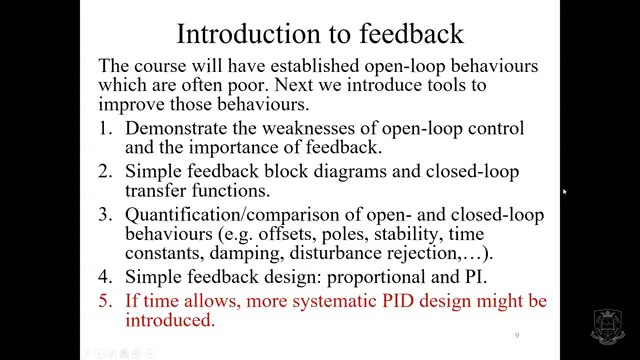 Introduction to feedback
The course will have established open-loop behaviours
which are often poor. Next we introduce tools to
improve those behaviours.
1. Demonstrate the weaknesses of open-loop control
and the importance of feedback.
2. Simple feedback block diagrams and closed-loop
transfer functions.
3. Quantification/comparison of open- and closed-loop
behaviours (e.g. offsets, poles, stability, time
constants, damping, disturbance rejection,…).
4. Simple feedback design: proportional and PI.
5. If time allows, more systematic PID design might be
introduced.
9